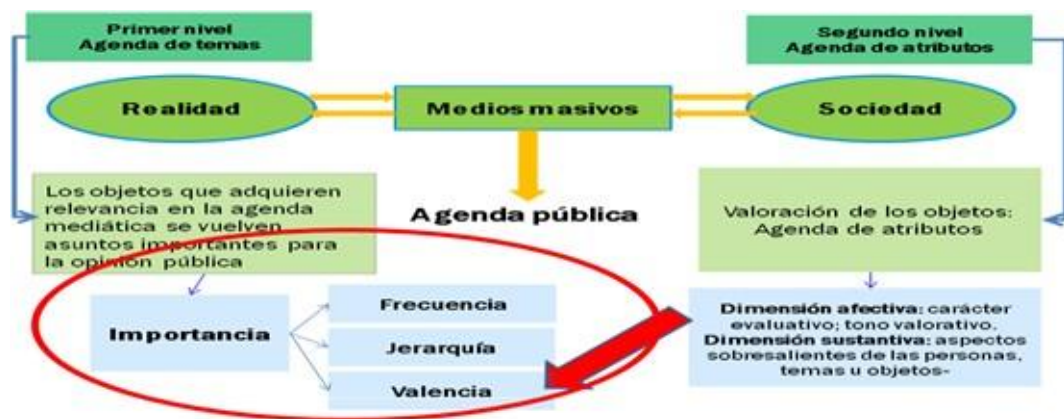 Primer nivel
Agenda de temas
Segundo nivel
Agenda de atributos
Realidad
Medios masivos
Sociedad
Los objetos que adquieren
relevancia en la agenda
mediática se vuelven
asuntos importantes para
la opinión pública
Agenda pública
Valoración de los objetos:
Agenda de atributos
Importancia
Frecuencia
Jerarquía
Valencia
Dimensión afectiva: carácter
evaluativo; tono valorativo.
Dimensión sustantiva: aspectos
sobresalientes de las personas,
temas u objetos-